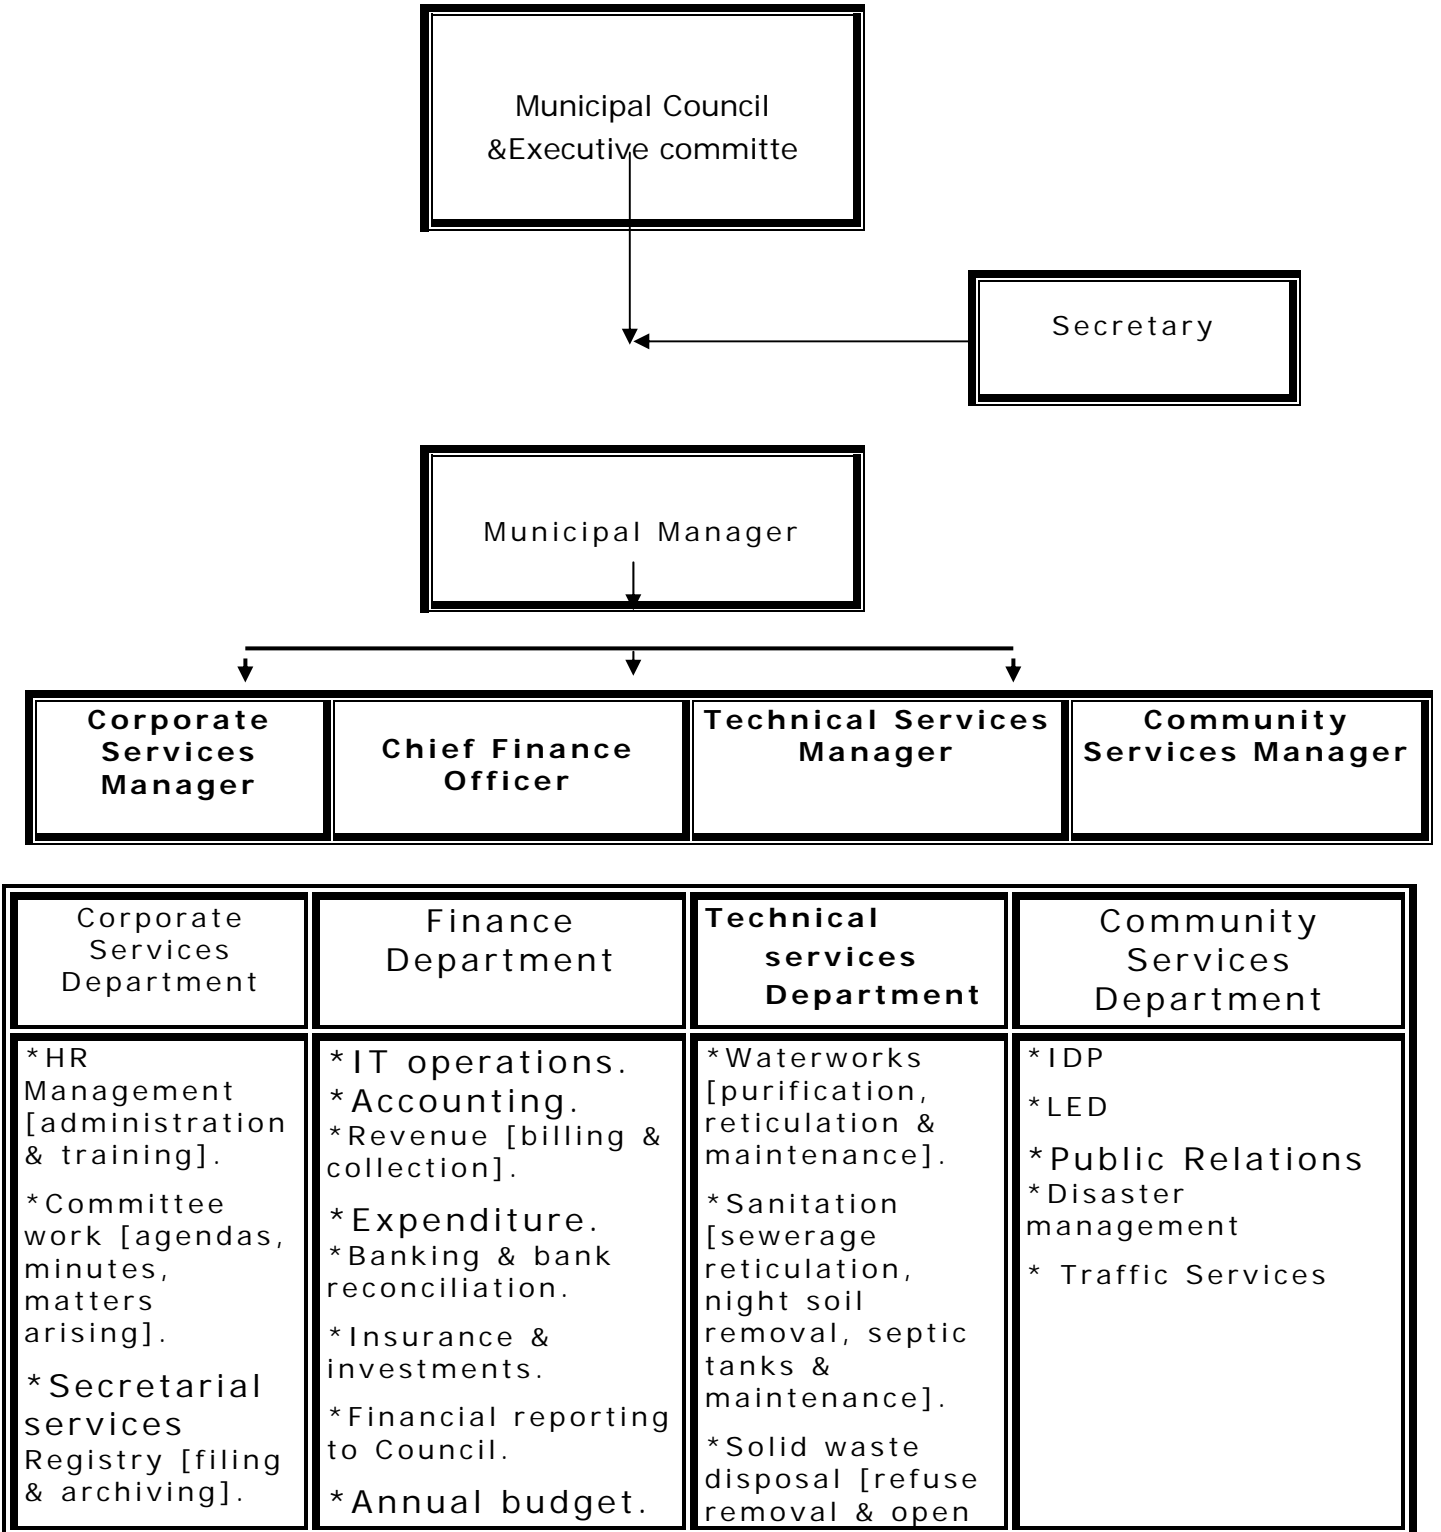 Municipal Council
&Executive committe
Secretary
Municipal Manager
Corporate
Services
Manager
Chief Finance
Officer
Technical Services
Manager
Community
Services Manager
Corporate
Services
Department
Finance
Department
Technical
services
Department
Community
Services
Department
*HR
Management
[administration
& training].
*Committee
work [agendas,
minutes,
matters
arising].
*Secretarial
services
Registry [filing
& archiving].
*IT operations.
*Accounting.
*Revenue [billing &
collection].
*Expenditure.
*Banking & bank
reconciliation.
*Insurance &
investments.
*Financial reporting
to Council.
*Annual budget.
*Waterworks
[purification,
reticulation &
maintenance].
*Sanitation
[sewerage
reticulation,
night soil
removal, septic
tanks &
maintenance].
*Solid waste
disposal [refuse
removal & open
*IDP
*LED
*Public Relations
*Disaster
management
* Traffic Services